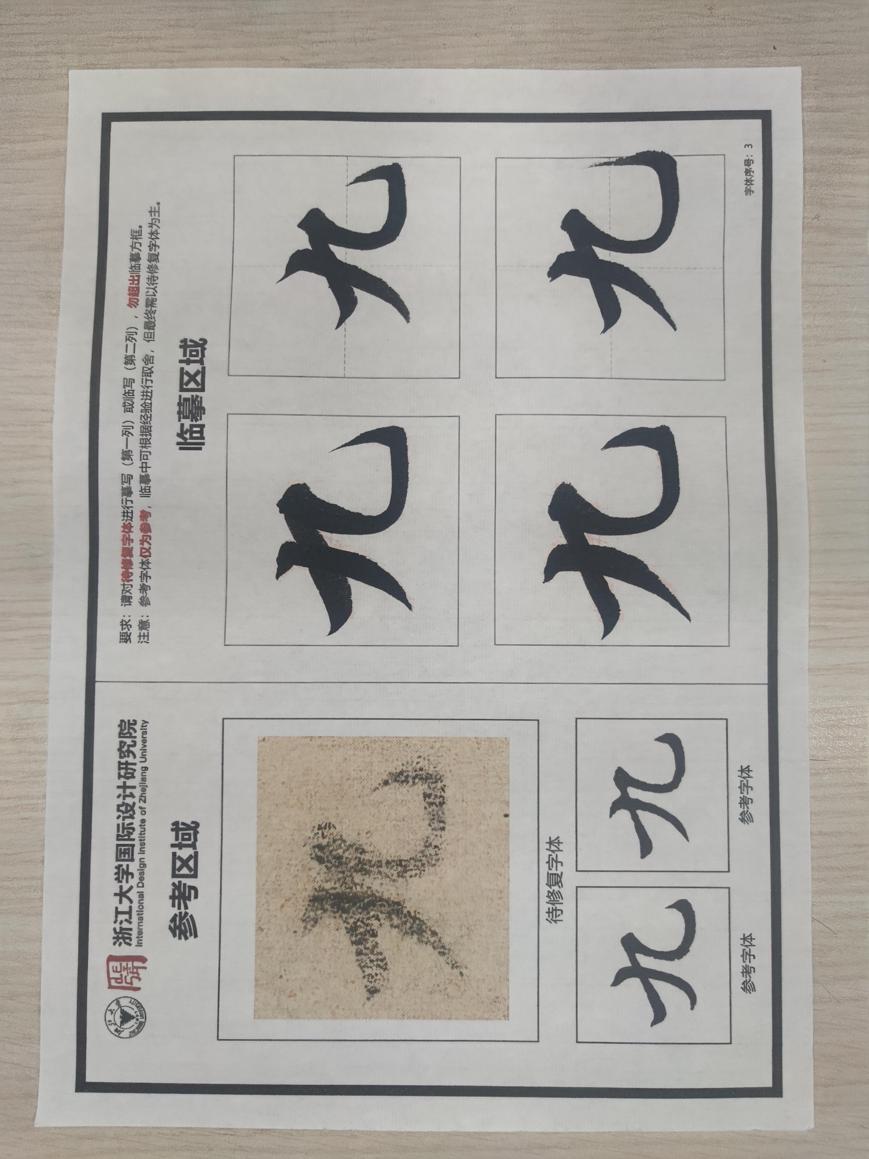 浙江大学国际设计研究院
International Design Institute of Zhejiang University
参考区域
九
待修复字体
九
九
参考字体
参考字体
要求：请对待修复字体进行摹写（第一列）或临写（第二列），勿超出临摹方框。
注意：参考字体仅为参考，临摹中可根据经验进行取舍，但最终需以待修复字体为主。
临摹区域
九
九
九
九
字体序号：3